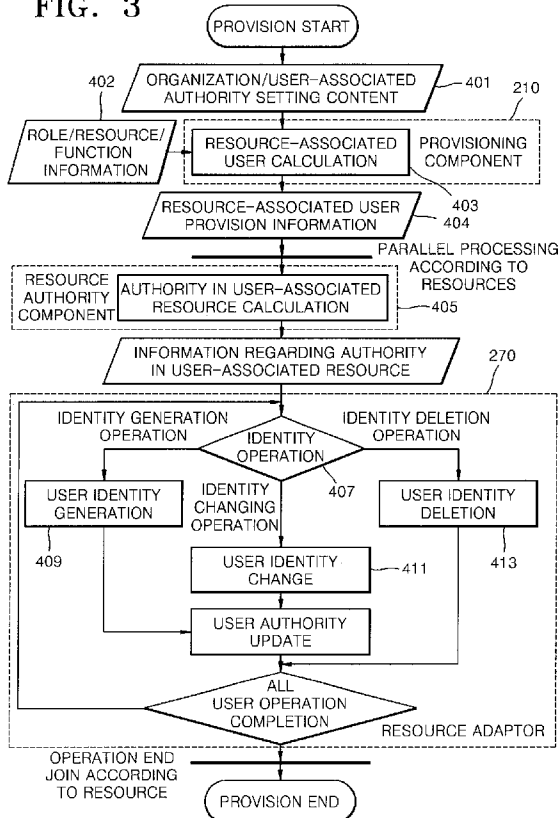 FIG. 3
PROVISION START
ORGANIZATION/USER-ASSOCIATED
AUTHORITY SETTING CONTENT
401
402
ROLE/RESOURCE/
FUNCTION
INFORMATION
210
RESOURCE-ASSOCIATED
USER CALCULATION
PROVISIONING
COMPONENT
403
RESOURCE-ASSOCIATED USER
PROVISION INFORMATION
404
PARALLEL PROCESSING
ACCORDING TO
RESOURCES
RESOURCE
AUTHORITY
COMPONENT
AUTHORITY IN USER-ASSOCIATED
RESOURCE CALCULATION
405
INFORMATION REGARDING AUTHORITY
IN USER-ASSOCIATED RESOURCE
270
IDENTITY GENERATION
OPERATION
IDENTITY DELETION
OPERATION
IDENTITY
OPERATION
407
IDENTITY
CHANGING
OPERATION
USER IDENTITY
GENERATION
409
USER IDENTITY
DELETION
413
USER IDENTITY
CHANGE
411
USER AUTHORITY
UPDATE
ALL
USER OPERATION
COMPLETION
RESOURCE ADAPTOR
OPERATION END
JOIN ACCORDING
TO RESOURCE
PROVISION END